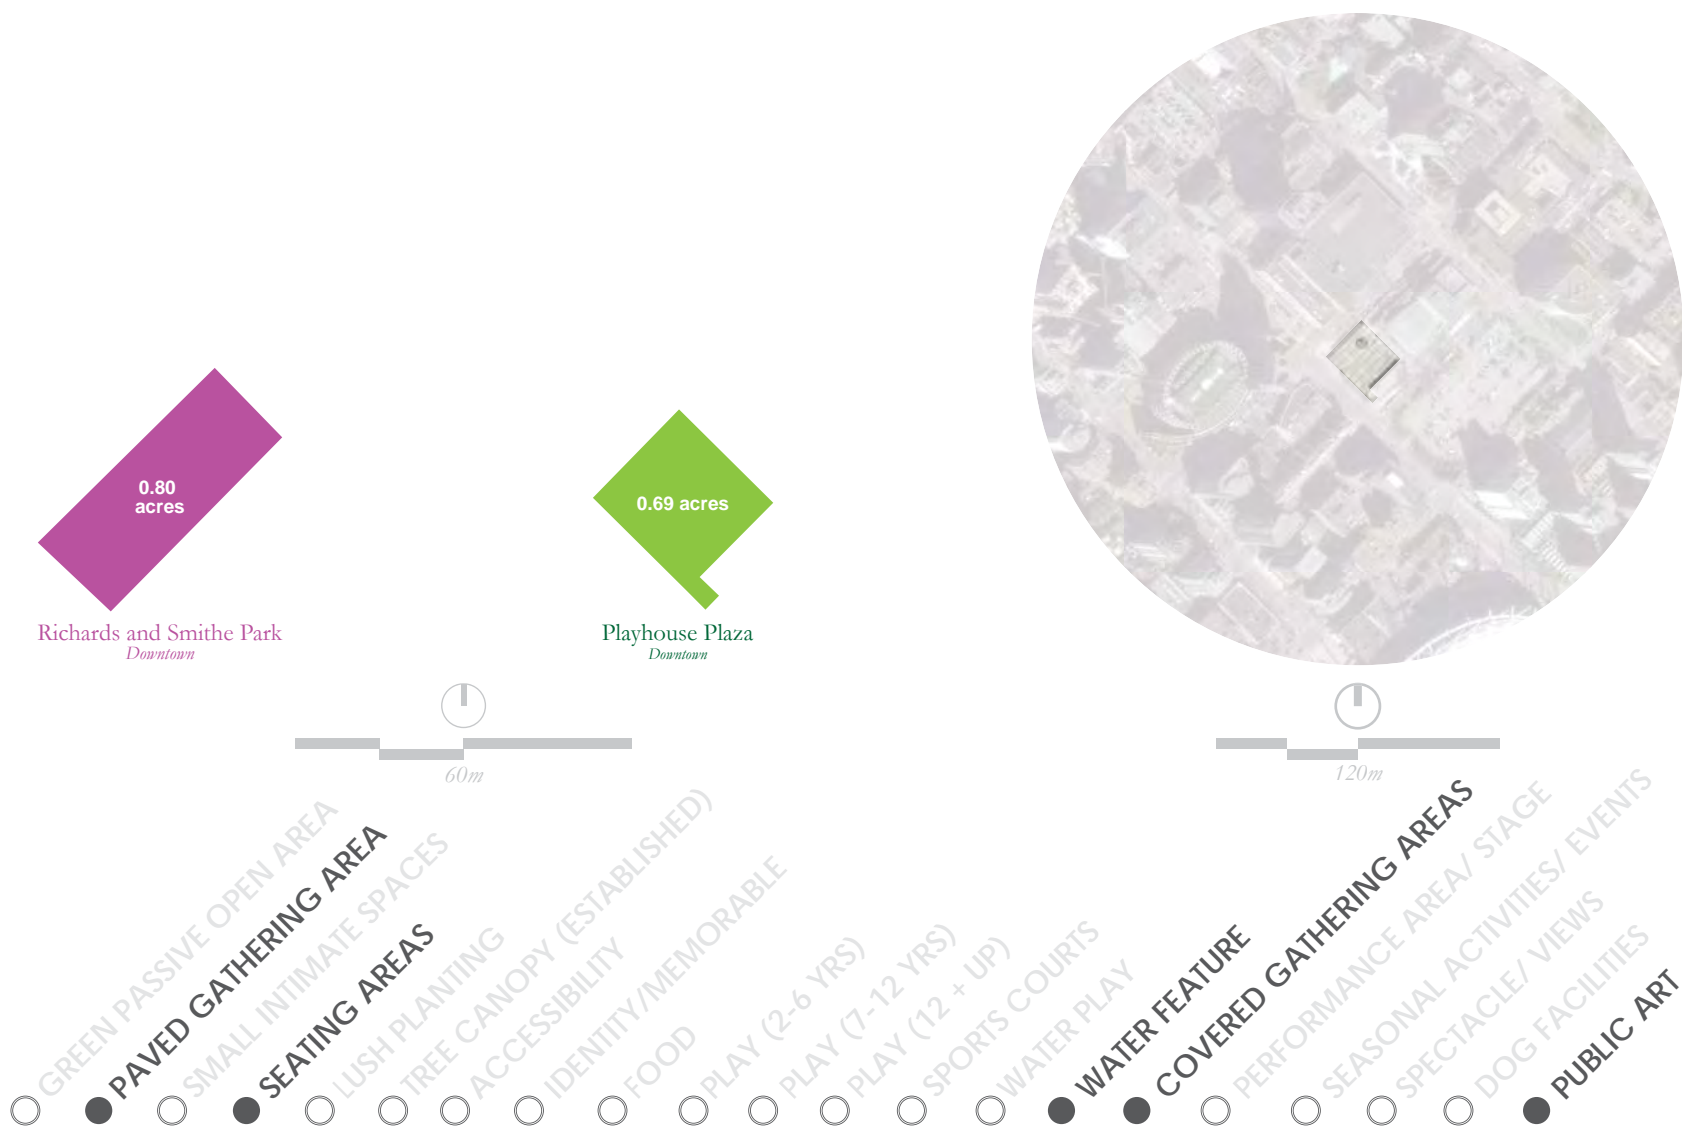 0.80
acres
0.69 acres
Richards and Smithe Park
Downtown
Playhouse Plaza
Downtown
60m
120m
GREEN PASSIVE OPEN AREA
PAVED GATHERING AREA
SMALL INTIMATE SPACES
SEATING AREAS
LUSH PLANTING
TREE CANOPY (ESTABLISHED)
ACCESSIBILITY
IDENTITY/MEMORABLE
FOOD
PLAY (2-6 YRS)
PLAY (7-12 YRS)
PLAY (12 + UP)
SPORTS COURTS
WATER PLAY
WATER FEATURE
COVERED GATHERING AREAS
PERFORMANCE AREA/ STAGE
SEASONAL ACTIVITIES/ EVENTS
SPECTACLE/ VIEWS
DOG FACILITIES
PUBLIC ART